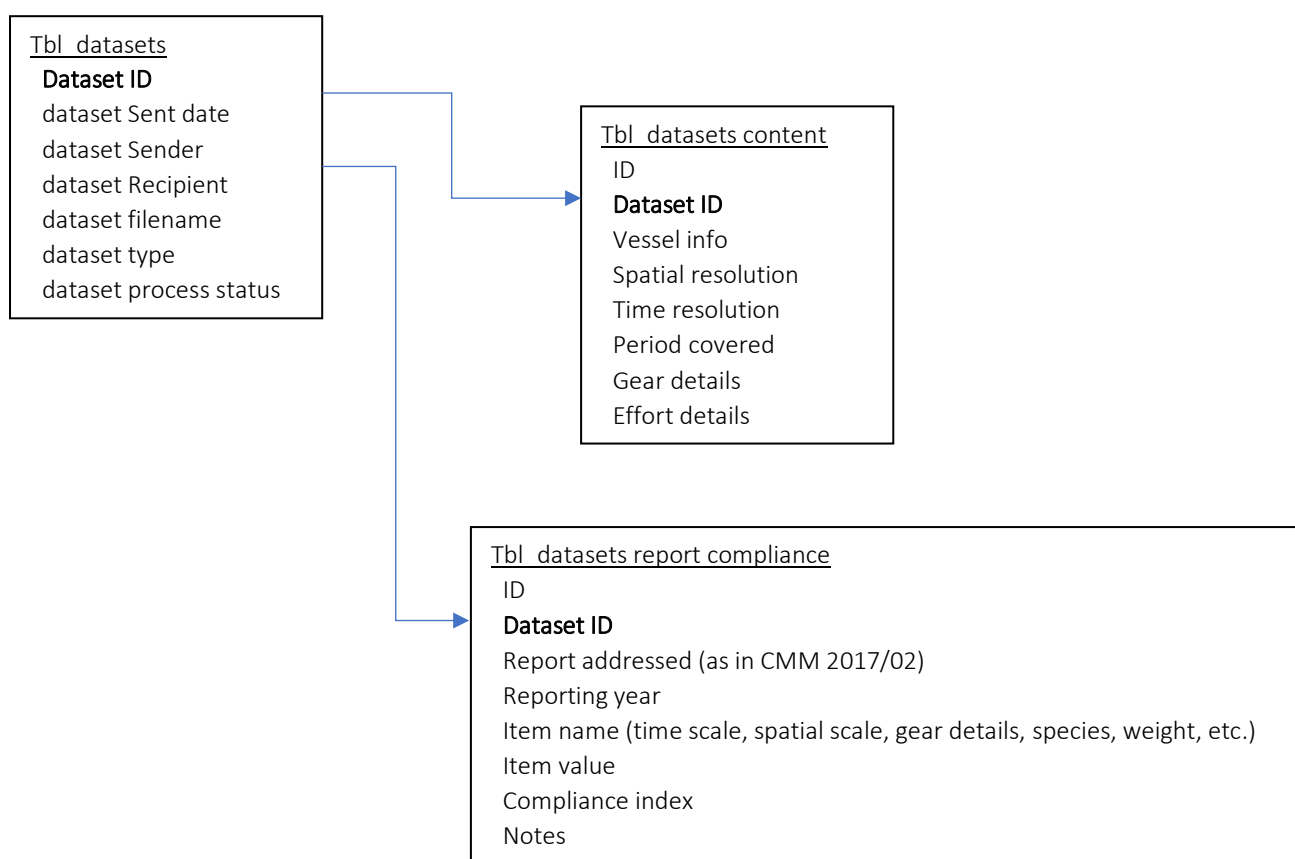 Tbl_datasets
Dataset ID
dataset Sent date
dataset Sender
dataset Recipient
dataset filename
dataset type
dataset process status
Tbl_datasets content
ID
Dataset ID
Vessel info
Spatial resolution
Time resolution
Period covered
Gear details
Effort details
Tbl_datasets report compliance
ID
Dataset ID
Report addressed (as in CMM 2017/02)
Reporting year
Item name (time scale, spatial scale, gear details, species, weight, etc.)
Item value
Compliance index
Notes